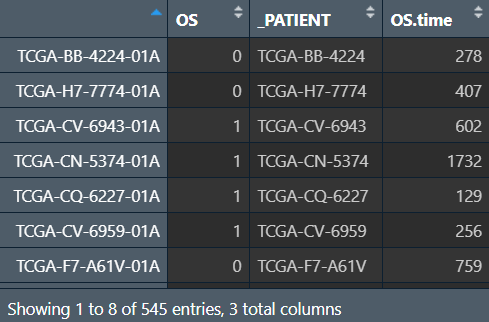 OS _PATIENT OS.time
TCGA-BB-4224-01A 0 TCGA-BB-4224 278
TCGA-H7-7774-01A 0 TCGA-H7-7774 407
TCGA-CV-6943-01A 1 TCGA-CV-6943 602
TCGA-CN-5374-01A 1 TCGA-CN-5374 1732
TCGA-CQ-6227-01A 1 TCGA-CQ-6227 129
TCGA-CV-6959-01A 1 TCGA-CV-6959 256
TCGA-F7-A61V-01A 0 TCGA-F7-A61V 759
Showing 1 to 8 of 545 entries, 3 total columns